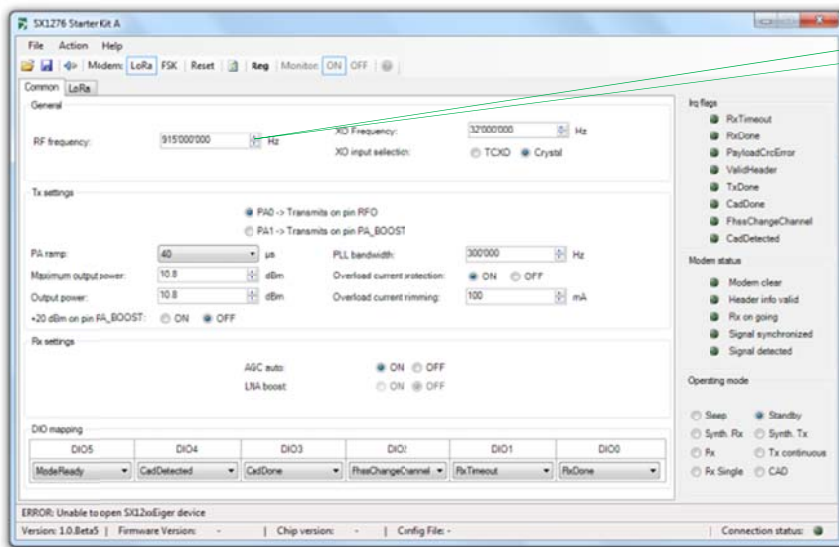 SX1276 Starter Kit A
File Action Help
Modem: LoRa FSK Reset Reg Monitor: ON OFF
Common LoRa
General
RF frequency: 915'000'000 Hz
XO Frequency: 32'000'000 Hz
XO input selection: TCXO Crystal
Tx settings
PA0 -> Transmits on pin RFO
PA1 -> Transmits on pin PA_BOOST
PA ramp: 40 µs PLL bandwidth: 300'000 Hz
Maximum output power: 10.8 dBm Overload current rotection: ON OFF
Output power: 10.8 dBm Overload current rimming: 100 mA
+20 dBm on pin PA_BOOST: ON OFF
Rx settings
AGC auto: ON OFF
LNA boost: ON OFF
DIO mapping
DIO5 DIO4 DIO3 DIO2 DIO1 DIO0
ModeReady CadDetected CadDone FhssChangeChannel RxTimeout RxDone
Irq flags
RxTimeout
RxDone
PayloadCrcError
ValidHeader
TxDone
CadDone
FhssChangeChannel
CadDetected
Modem status
Modem clear
Header info valid
Rx on going
Signal synchronized
Signal detected
Operating mode
Sleep Standby
Synth. Rx Synth. Tx
Rx Tx continuous
Rx Single CAD
ERROR: Unable to open SX12xxEiger device
Version: 1.0.Beta5 | Firmware Version: - | Chip version: - | Config File: - | Connection status: